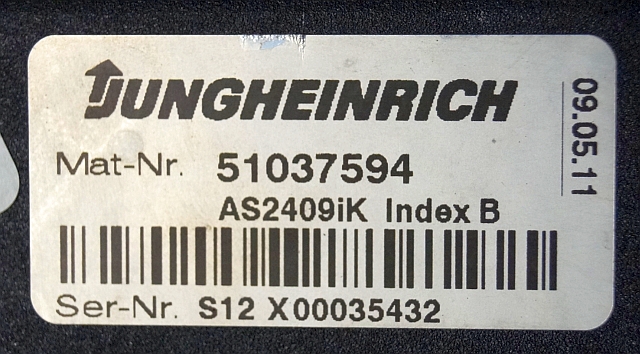 JUNGHEINRICH
Mat-Nr. 51037594
AS2409iK Index B
Ser-Nr. S12 X00035432
09.05.11